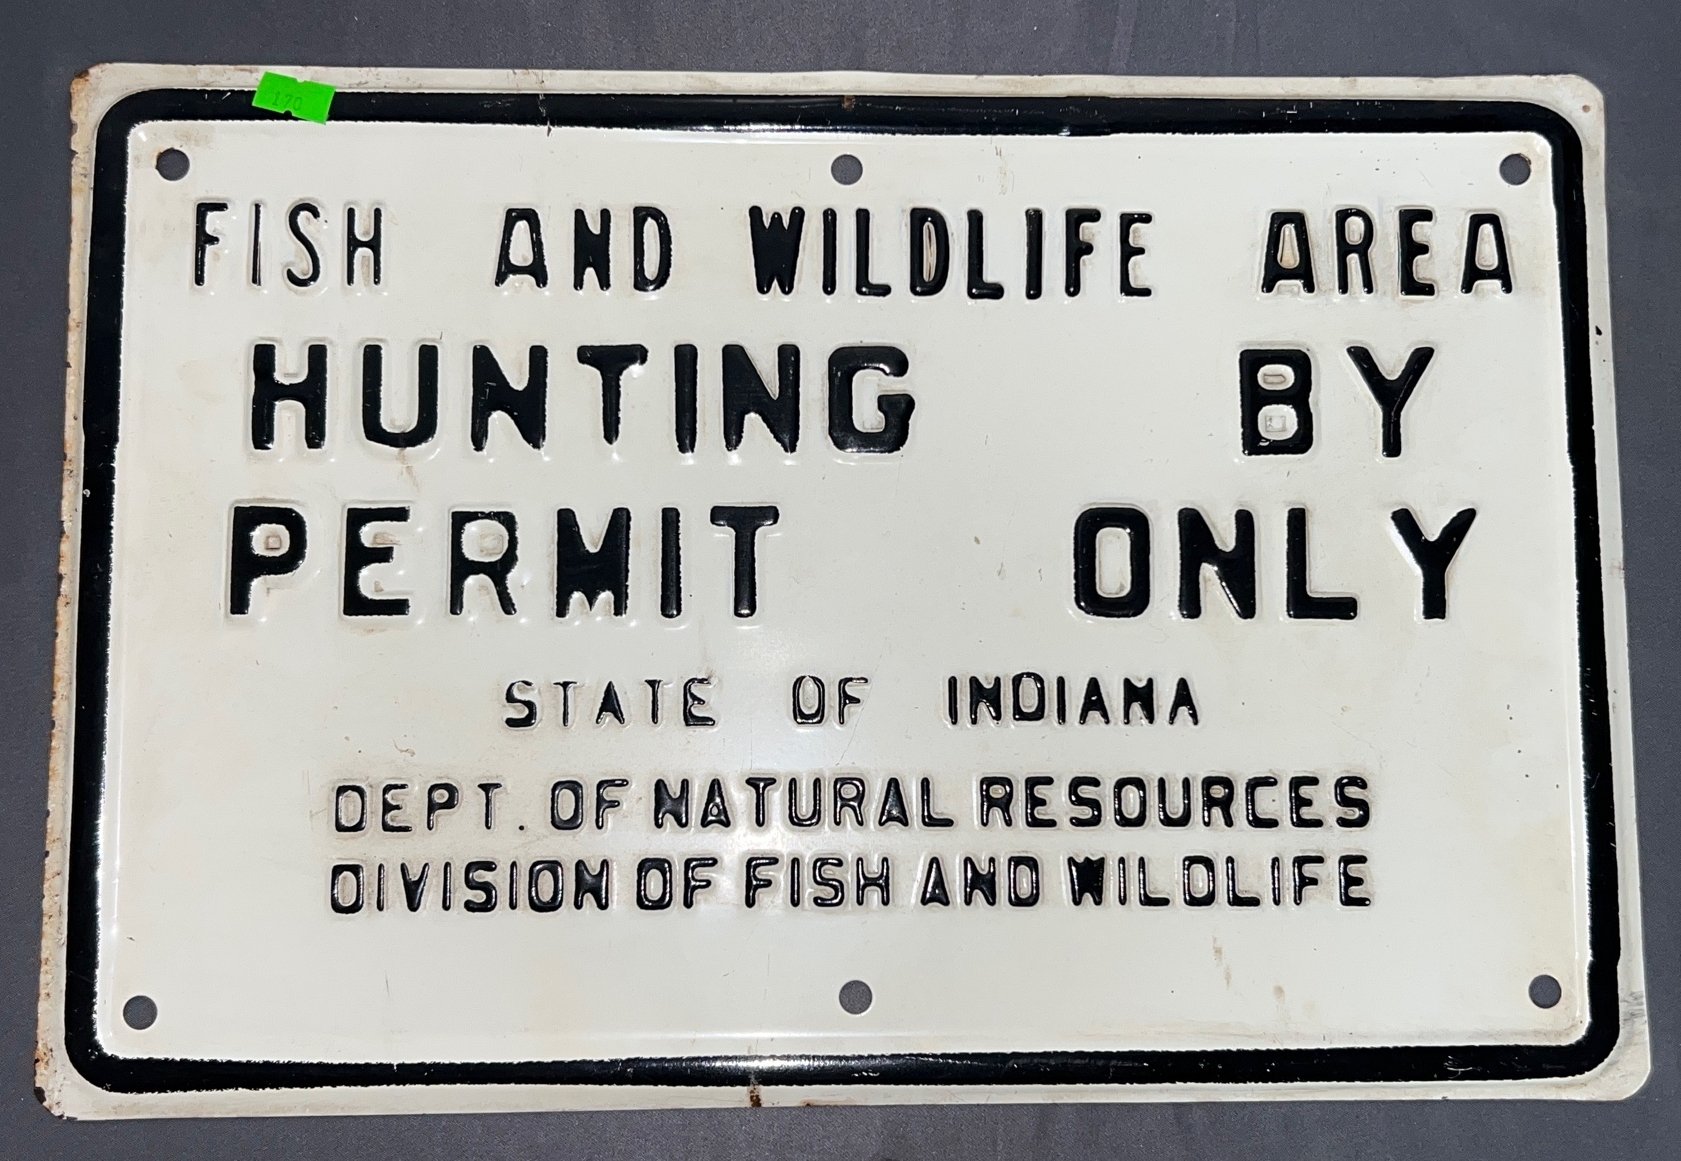 170
FISH AND WILDLIFE AREA
HUNTING BY
PERMIT ONLY
STATE OF INDIANA
DEPT. OF NATURAL RESOURCES
DIVISION OF FISH AND WILDLIFE